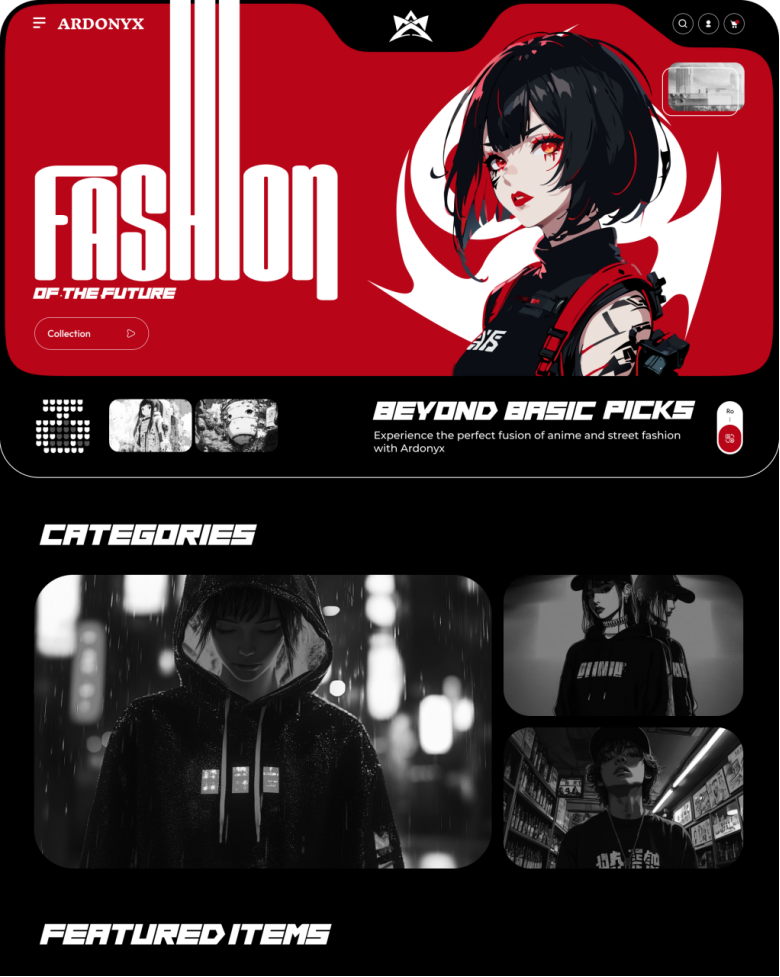 ARDONYX
FASHION
OF THE FUTURE
Collection
BEYOND BASIC PICKS
Experience the perfect fusion of anime and street fashion
with Ardonyx
Ro
CATEGORIES
FEATURED ITEMS